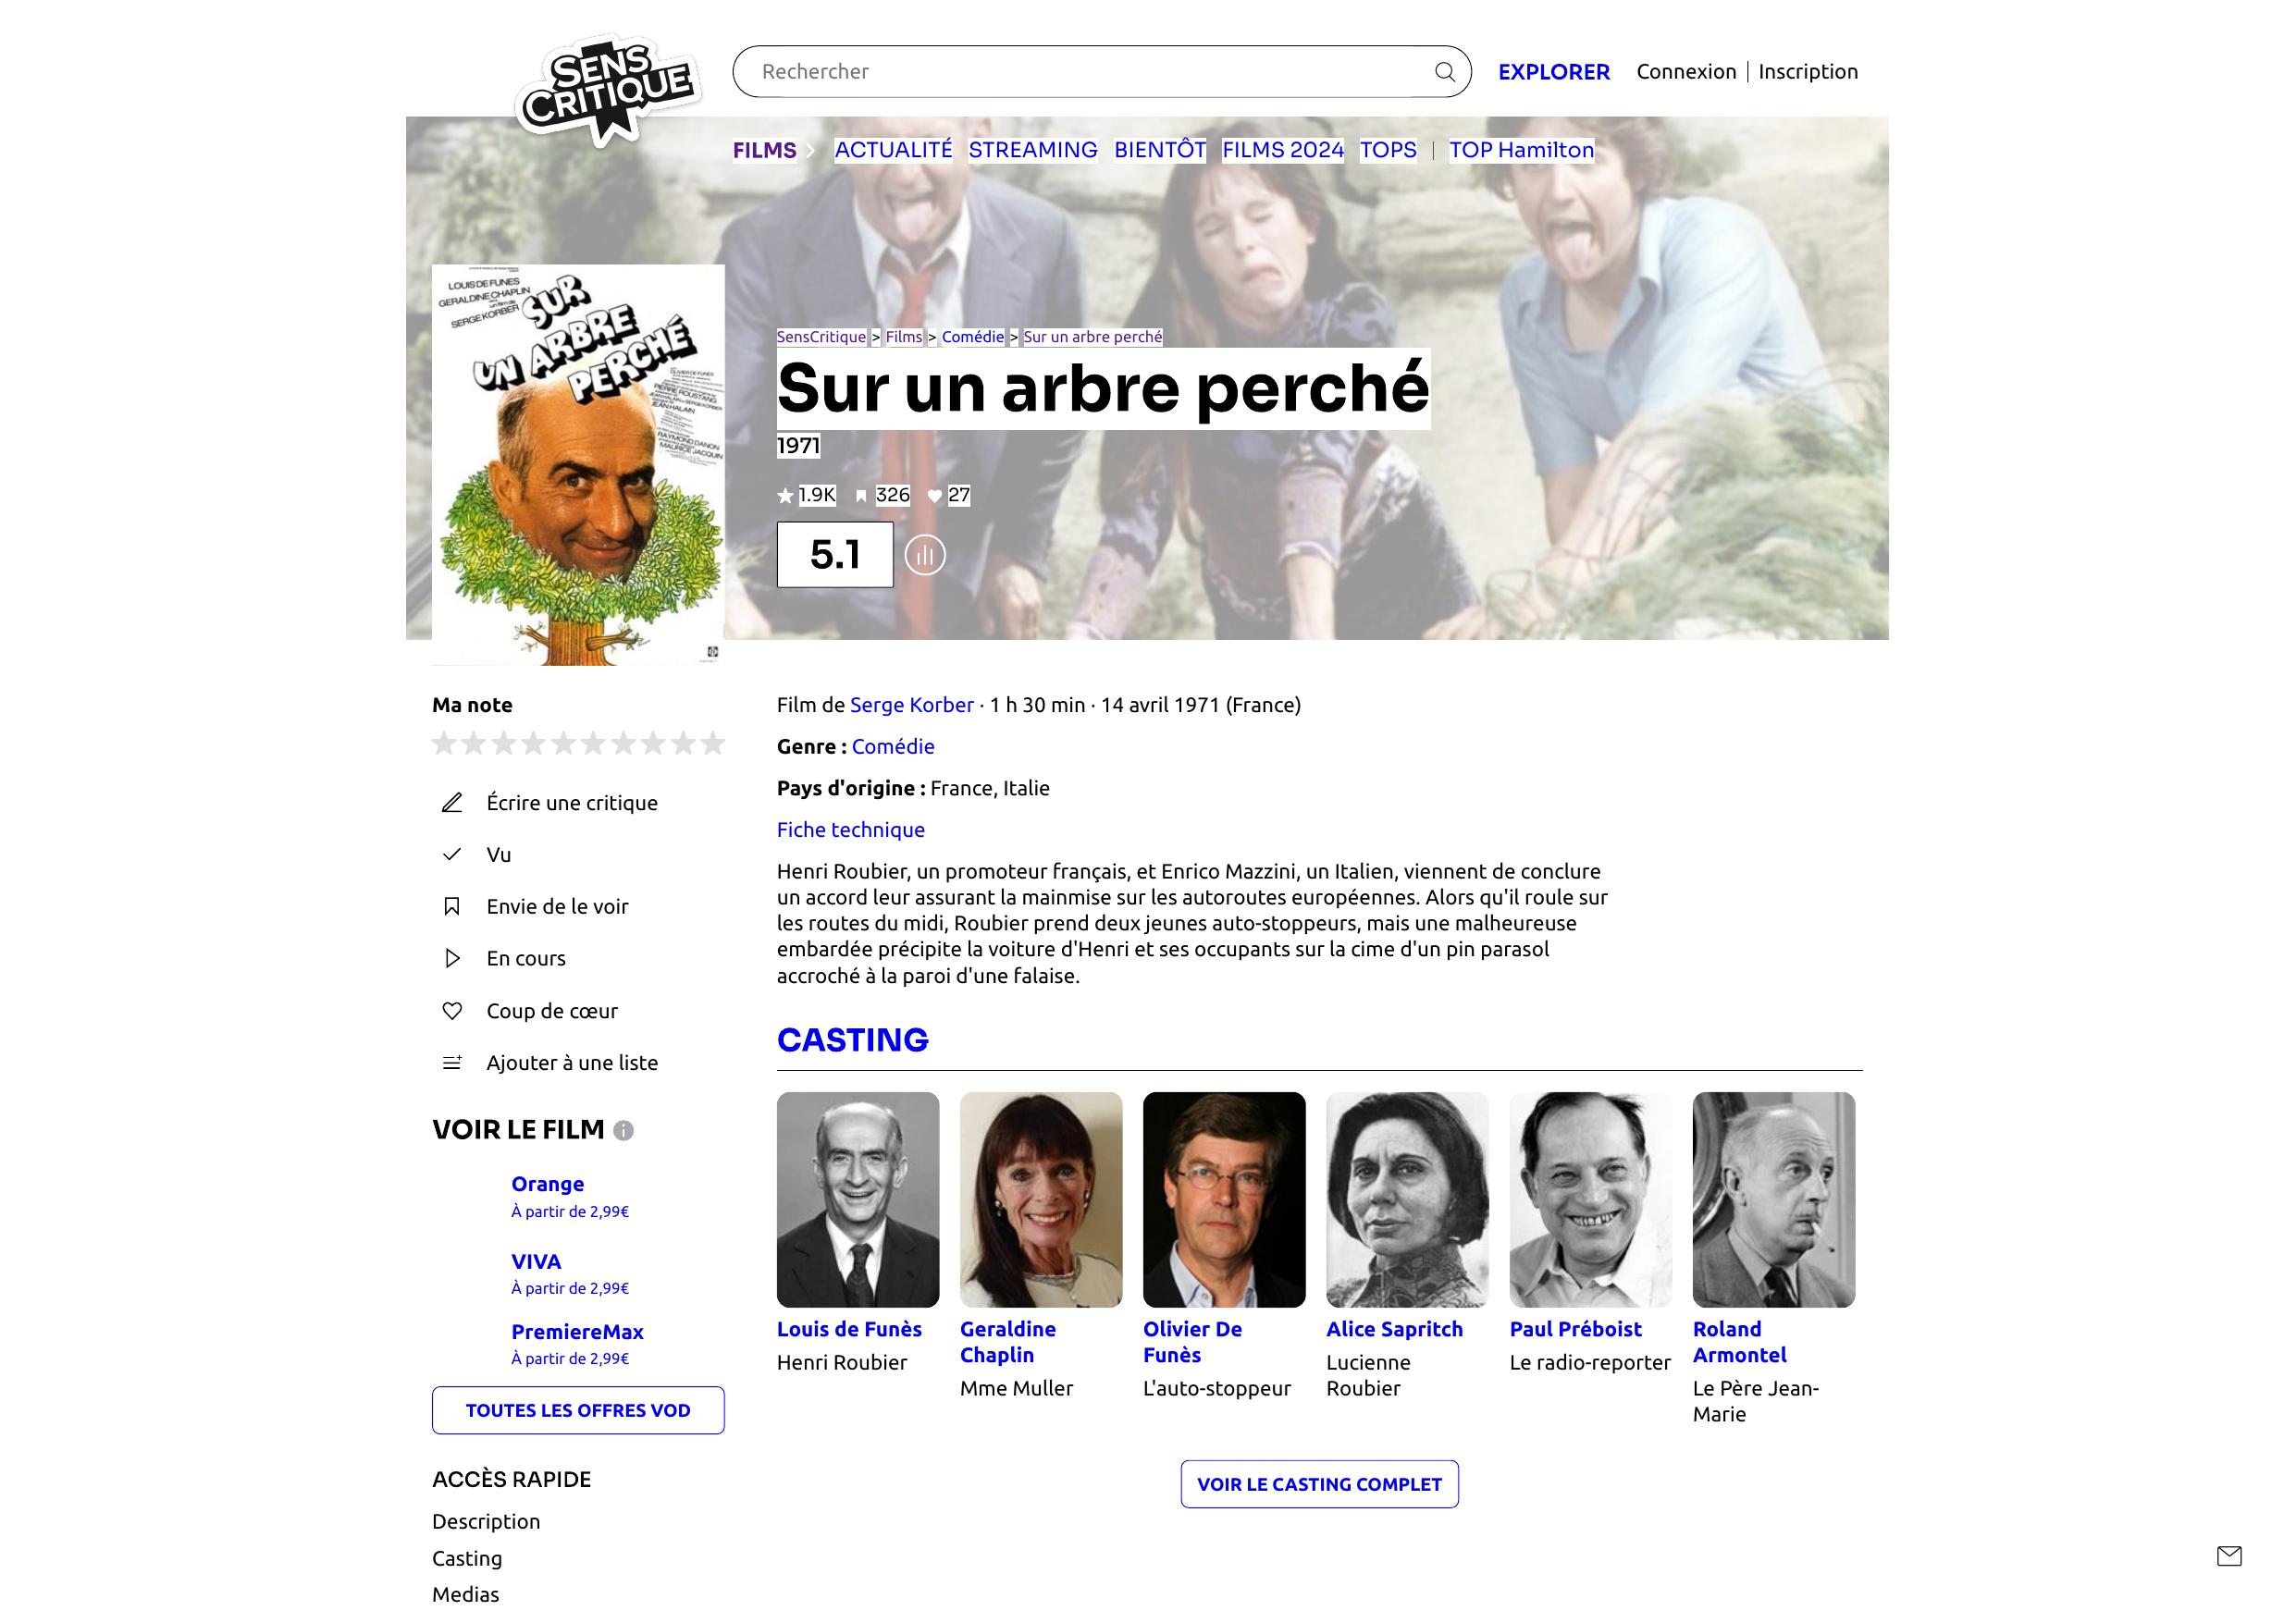 SENS
CRITIQUE
Rechercher
EXPLORER
Connexion | Inscription
FILMS
ACTUALITÉ
STREAMING
BIENTÔT
FILMS 2024
TOPS
|
TOP Hamilton
LOUIS DE FUNES
GERALDINE CHAPLIN
SERGE KORBER
SUR
UN ARBRE
PERCHÉ
SensCritique > Films > Comédie > Sur un arbre perché
Sur un arbre perché
1971
1.9K
326
27
5.1
Ma note
Écrire une critique
Vu
Envie de le voir
En cours
Coup de cœur
Ajouter à une liste
VOIR LE FILM
Orange
À partir de 2,99€
VIVA
À partir de 2,99€
PremiereMax
À partir de 2,99€
TOUTES LES OFFRES VOD
ACCÈS RAPIDE
Description
Casting
Medias
Film de Serge Korber · 1 h 30 min · 14 avril 1971 (France)
Genre : Comédie
Pays d'origine : France, Italie
Fiche technique
Henri Roubier, un promoteur français, et Enrico Mazzini, un Italien, viennent de conclure
un accord leur assurant la mainmise sur les autoroutes européennes. Alors qu'il roule sur
les routes du midi, Roubier prend deux jeunes auto-stoppeurs, mais une malheureuse
embardée précipite la voiture d'Henri et ses occupants sur la cime d'un pin parasol
accroché à la paroi d'une falaise.
CASTING
Louis de Funès
Henri Roubier
Geraldine
Chaplin
Mme Muller
Olivier De
Funès
L'auto-stoppeur
Alice Sapritch
Lucienne
Roubier
Paul Préboist
Le radio-reporter
Roland
Armontel
Le Père Jean-
Marie
VOIR LE CASTING COMPLET